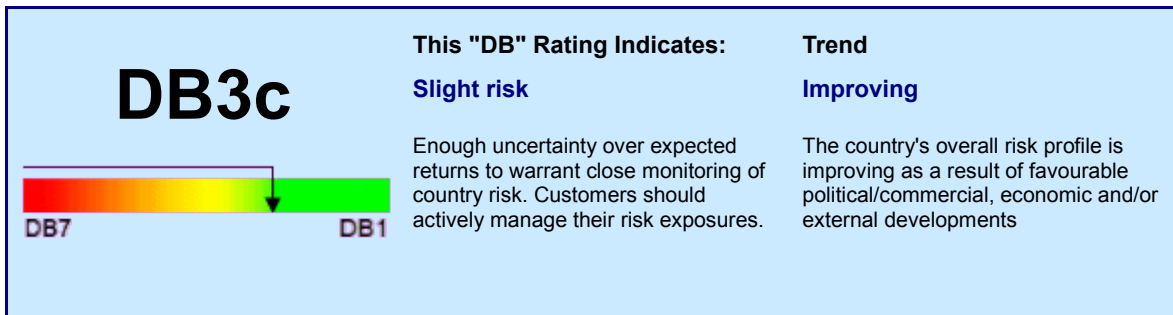 DB3c
DB7
DB1
This "DB" Rating Indicates:
Slight risk
Enough uncertainty over expected
returns to warrant close monitoring of
country risk. Customers should
actively manage their risk exposures.
Trend
Improving
The country's overall risk profile is
improving as a result of favourable
political/commercial, economic and/or
external developments